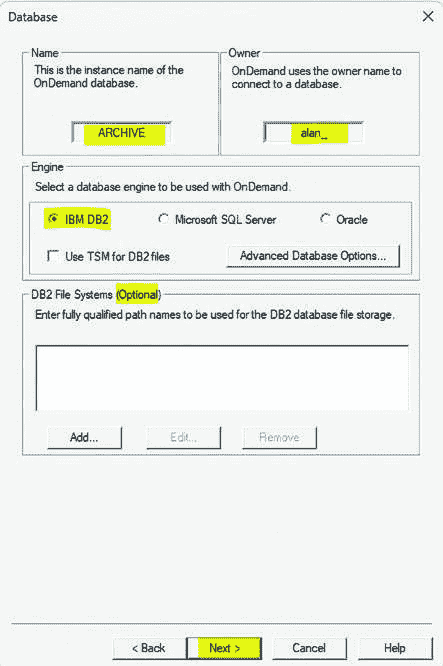 Database
Name
This is the instance name of the
OnDemand database.
ARCHIVE
Owner
OnDemand uses the owner name to
connect to a database.
alan_
Engine
Select a database engine to be used with OnDemand.
IBM DB2
Microsoft SQL Server
Oracle
Use TSM for DB2 files
Advanced Database Options...
DB2 File Systems (Optional)
Enter fully qualified path names to be used for the DB2 database file storage.
Add...
Edit...
Remove
< Back
Next >
Cancel
Help